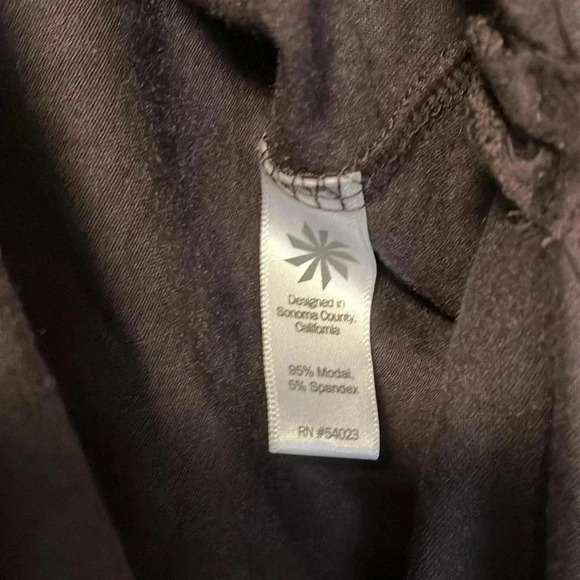 Designed in
Sonoma County,
California
95% Modal,
5% Spandex
RN #54023